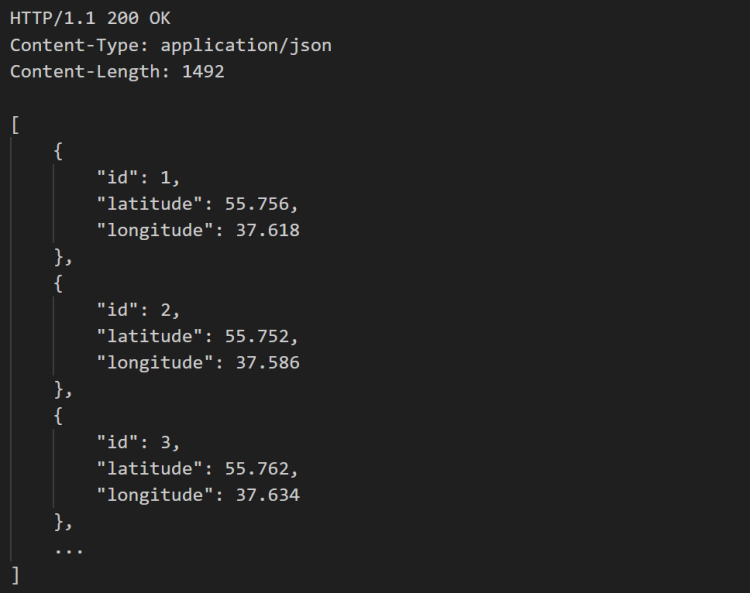 HTTP/1.1 200 OK
Content-Type: application/json
Content-Length: 1492

[
    {
        "id": 1,
        "latitude": 55.756,
        "longitude": 37.618
    },
    {
        "id": 2,
        "latitude": 55.752,
        "longitude": 37.586
    },
    {
        "id": 3,
        "latitude": 55.762,
        "longitude": 37.634
    },
    ...
]